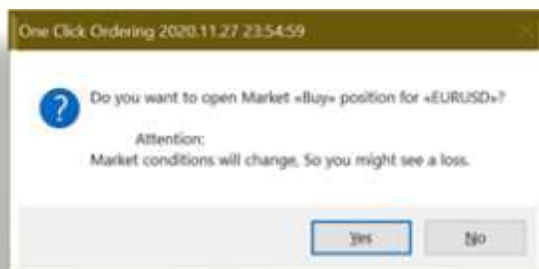 One Click Ordering 2020.11.27 23:54:59
Do you want to open Market «Buy» position for «EURUSD»?
Attention:
Market conditions will change, So you might see a loss.
Yes
No